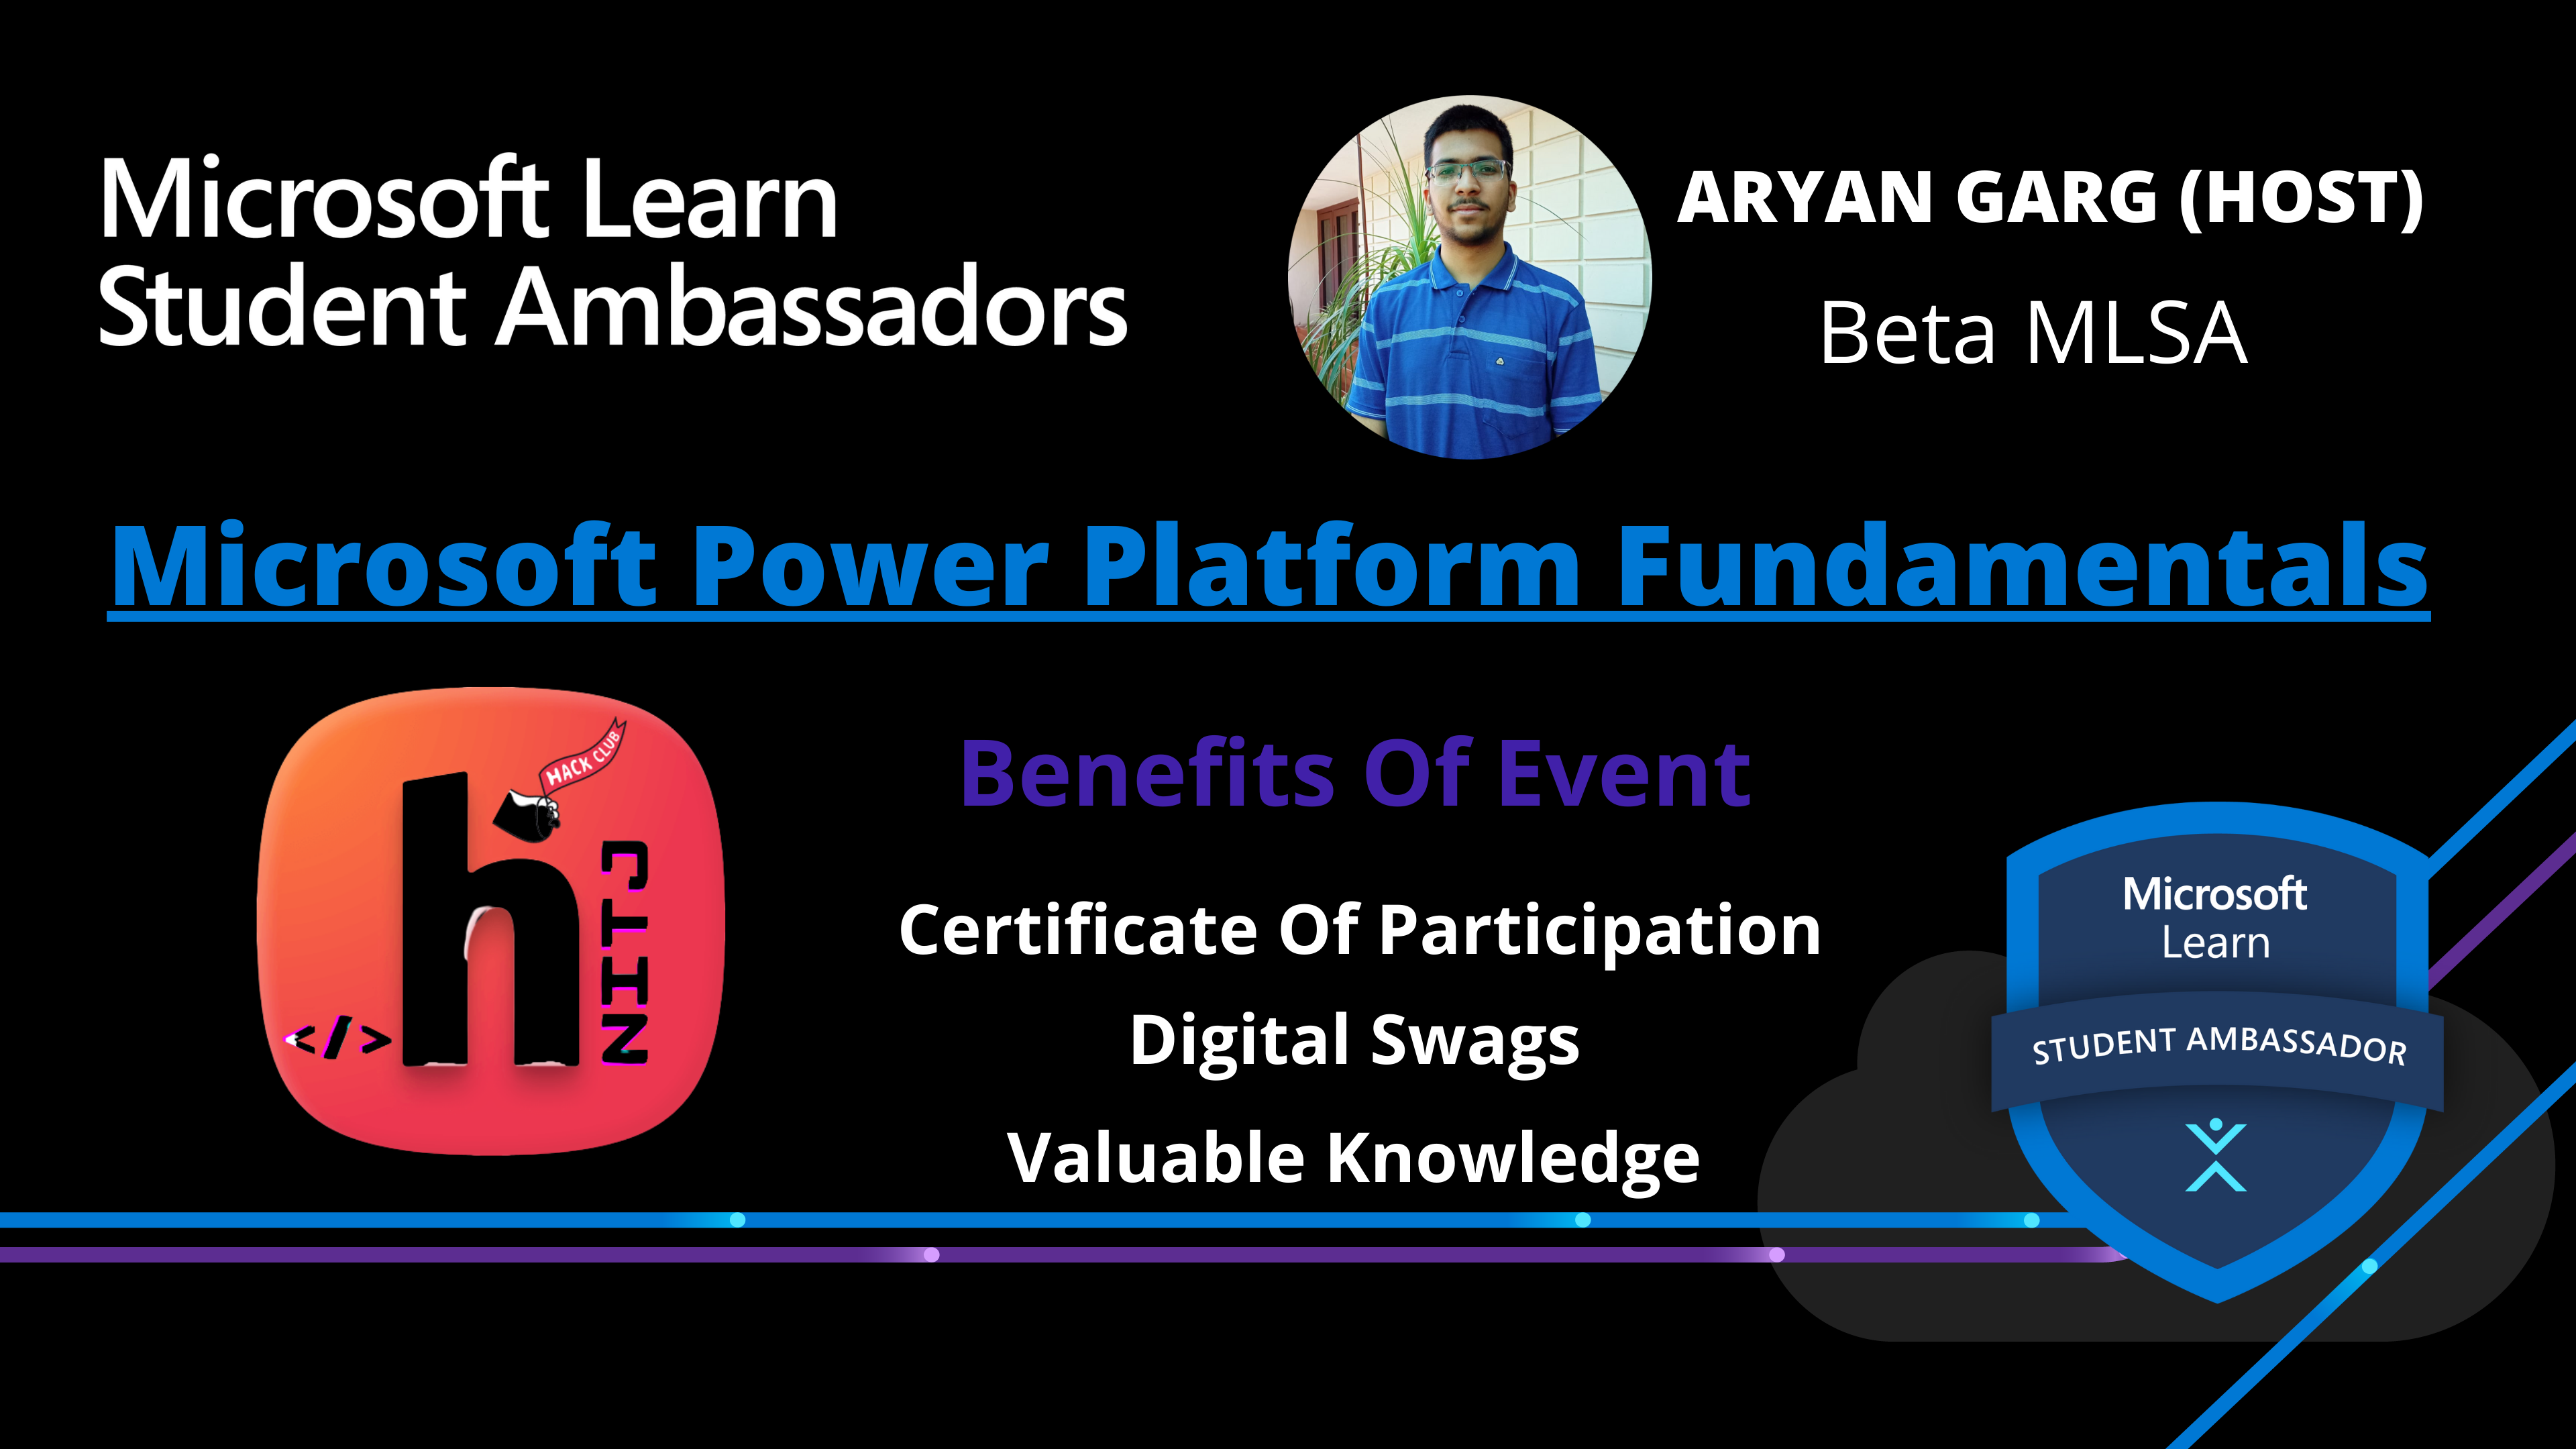 Microsoft Learn
Student Ambassadors
ARYAN GARG (HOST)
Beta MLSA
Microsoft Power Platform Fundamentals
HACK CLUB
h
NITJ
</>
Benefits Of Event
Certificate Of Participation
Digital Swags
Valuable Knowledge
Microsoft
Learn
STUDENT AMBASSADOR